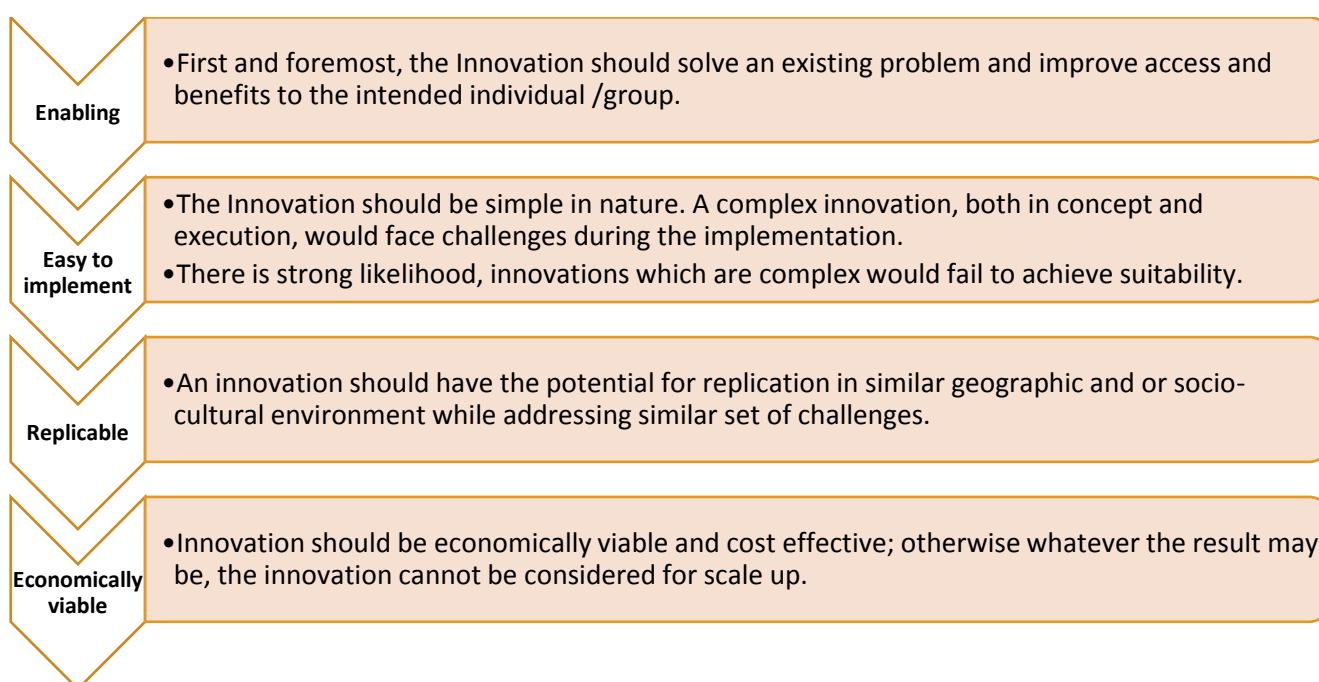 Enabling
•First and foremost, the Innovation should solve an existing problem and improve access and
benefits to the intended individual /group.
Easy to
implement
•The Innovation should be simple in nature. A complex innovation, both in concept and
execution, would face challenges during the implementation.
•There is strong likelihood, innovations which are complex would fail to achieve suitability.
Replicable
•An innovation should have the potential for replication in similar geographic and or socio-
cultural environment while addressing similar set of challenges.
Economically
viable
•Innovation should be economically viable and cost effective; otherwise whatever the result may
be, the innovation cannot be considered for scale up.